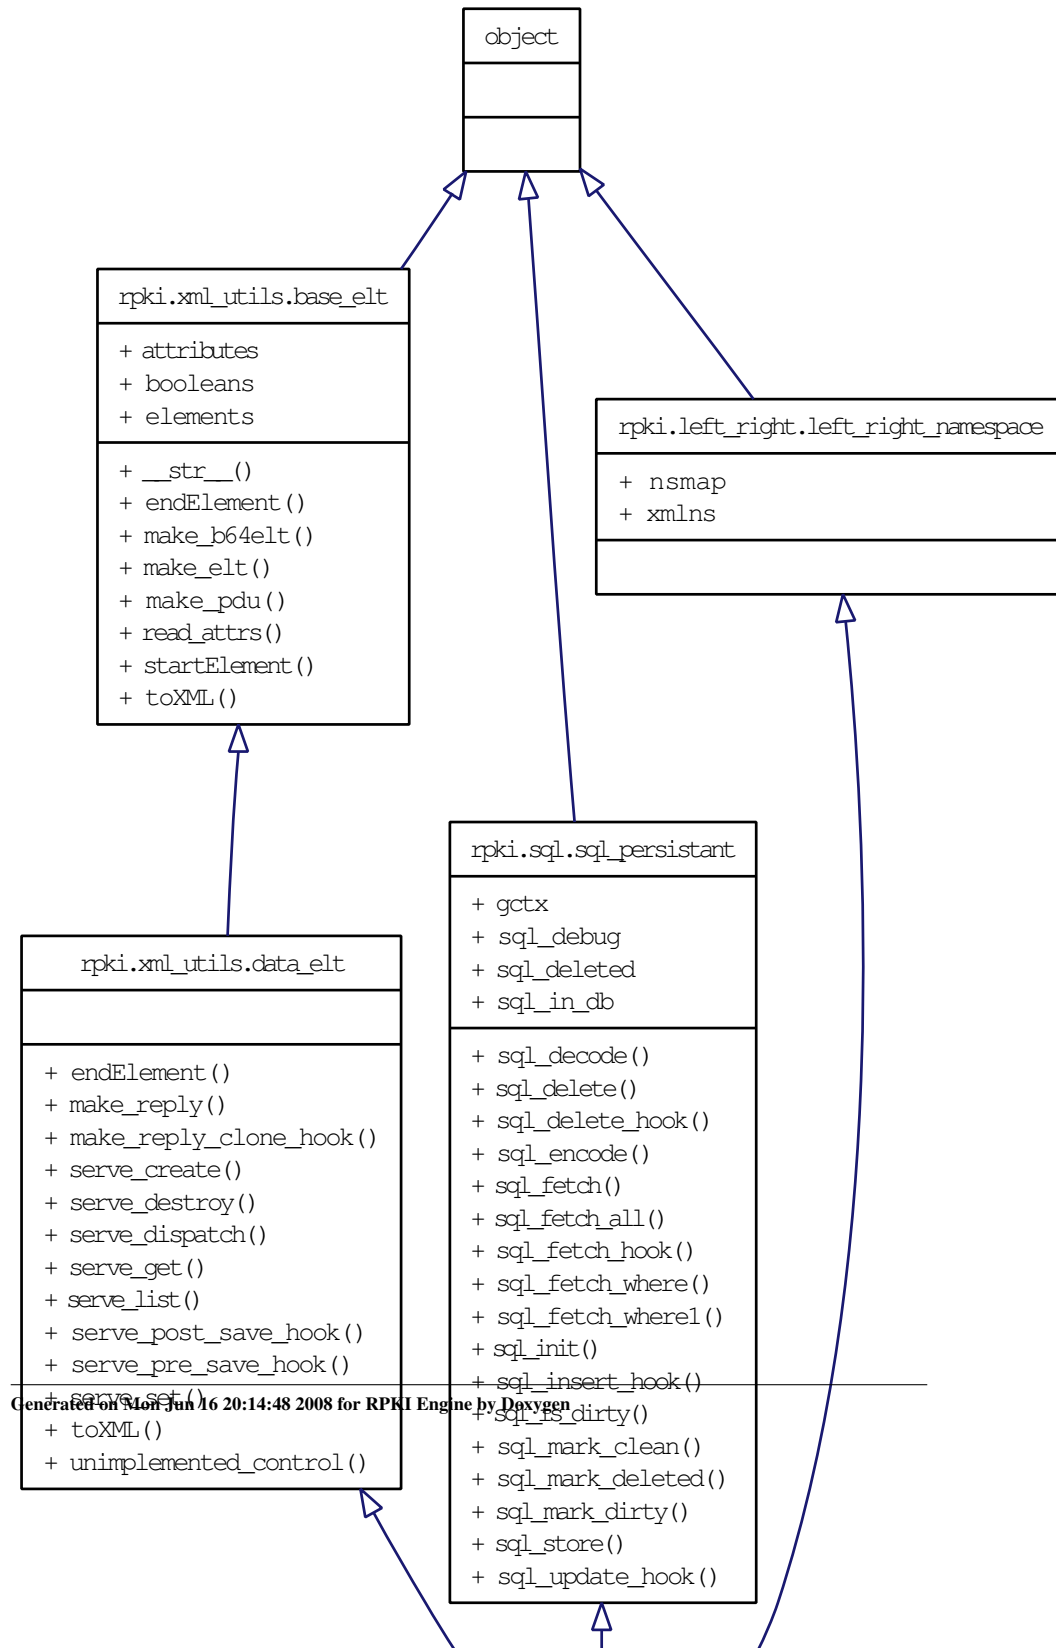 object
rpki.xml_utils.base_elt
+ attributes
+ booleans
+ elements
+ __str__()
+ endElement()
+ make_b64elt()
+ make_elt()
+ make_pdu()
+ read_attrs()
+ startElement()
+ toXML()
rpki.left_right.left_right_namespace
+ nsmap
+ xmlns
rpki.sql.sql_persistant
+ gctx
+ sql_debug
+ sql_deleted
+ sql_in_db
+ sql_decode()
+ sql_delete()
+ sql_delete_hook()
+ sql_encode()
+ sql_fetch()
+ sql_fetch_all()
+ sql_fetch_hook()
+ sql_fetch_where()
+ sql_fetch_where1()
+ sql_init()
+ sql_insert_hook()
+ sql_is_dirty()
+ sql_mark_clean()
+ sql_mark_deleted()
+ sql_mark_dirty()
+ sql_store()
+ sql_update_hook()
rpki.xml_utils.data_elt
+ endElement()
+ make_reply()
+ make_reply_clone_hook()
+ serve_create()
+ serve_destroy()
+ serve_dispatch()
+ serve_get()
+ serve_list()
+ serve_post_save_hook()
+ serve_pre_save_hook()
+ serve_set()
+ toXML()
+ unimplemented_control()
Generated on Mon Jun 16 20:14:48 2008 for RPKI Engine by Doxygen